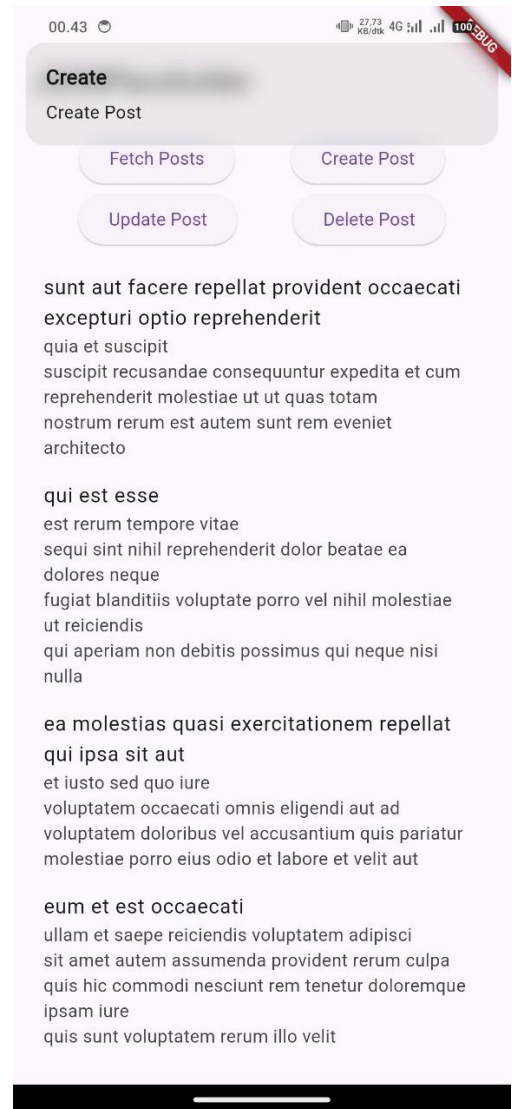 00.43
27,73
KB/dtk
4G
100
EBUG
Create
Create Post
Fetch Posts
Create Post
Update Post
Delete Post
sunt aut facere repellat provident occaecati
excepturi optio reprehenderit
quia et suscipit
suscipit recusandae consequuntur expedita et cum
reprehenderit molestiae ut ut quas totam
nostrum rerum est autem sunt rem eveniet
architecto
qui est esse
est rerum tempore vitae
sequi sint nihil reprehenderit dolor beatae ea
dolores neque
fugiat blanditiis voluptate porro vel nihil molestiae
ut reiciendis
qui aperiam non debitis possimus qui neque nisi
nulla
ea molestias quasi exercitationem repellat
qui ipsa sit aut
et iusto sed quo iure
voluptatem occaecati omnis eligendi aut ad
voluptatem doloribus vel accusantium quis pariatur
molestiae porro eius odio et labore et velit aut
eum et est occaecati
ullam et saepe reiciendis voluptatem adipisci
sit amet autem assumenda provident rerum culpa
quis hic commodi nesciunt rem tenetur doloremque
ipsam iure
quis sunt voluptatem rerum illo velit